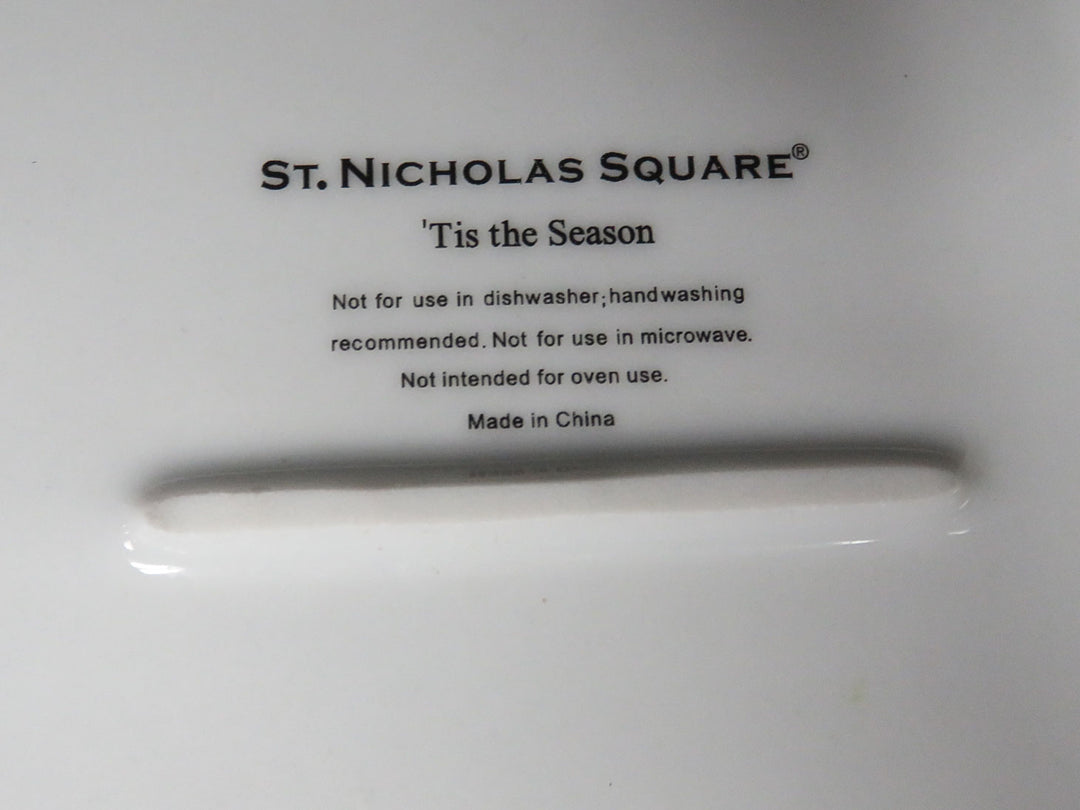 ST. NICHOLAS SQUARE®
'Tis the Season
Not for use in dishwasher; handwashing
recommended. Not for use in microwave.
Not intended for oven use.
Made in China